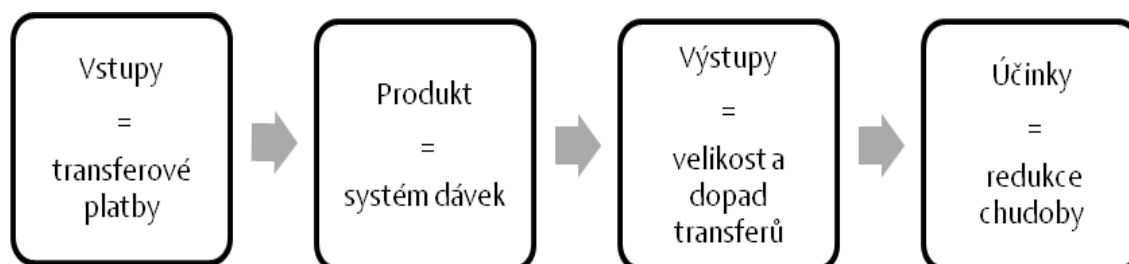 Vstupy
=
transferové
platby
Produkt
=
systém dávek
Výstupy
=
velikost a
dopad
transferů
Účinky
=
redukce
chudoby